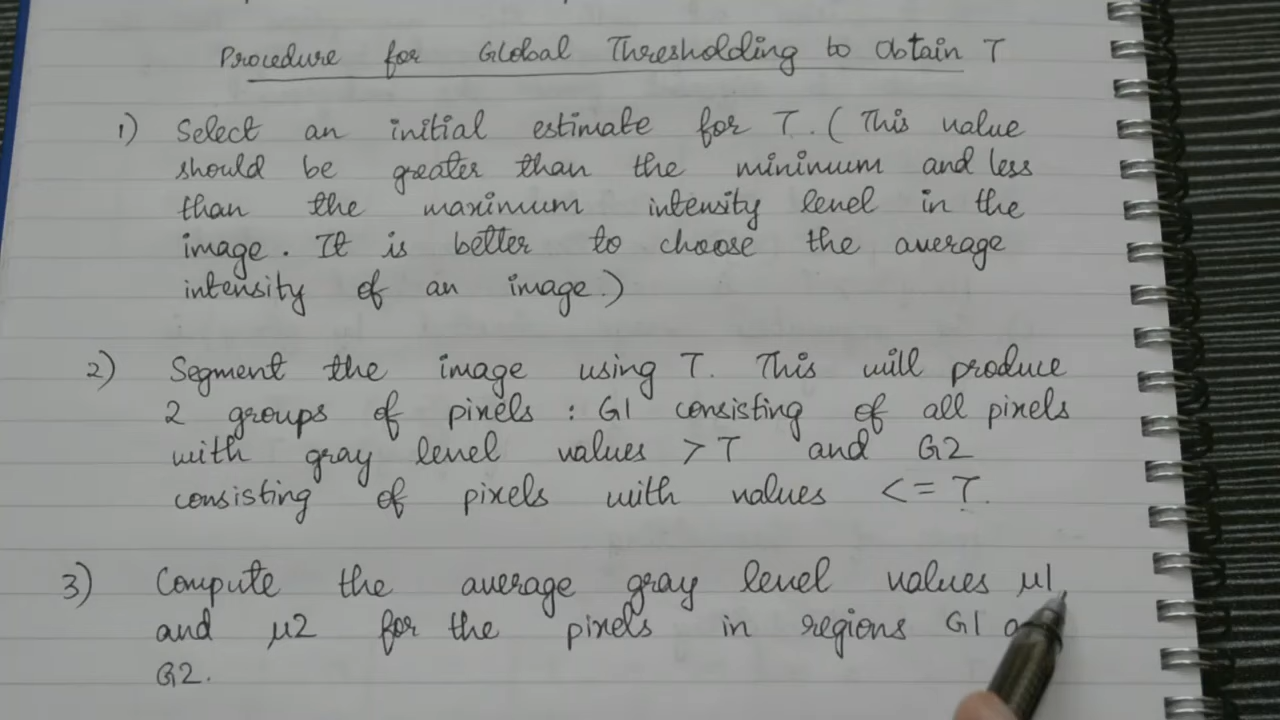 Procedure for Global Thresholding to Obtain T
1) Select an initial estimate for T. (This value
should be greater than the minimum and less
than the maximum intensity level in the
image. It is better to choose the average
intensity of an image.)
2) Segment the image using T. This will produce
2 groups of pixels : G1 consisting of all pixels
with gray level values > T and G2
consisting of pixels with values <= T.
3) Compute the average gray level values μ1
and μ2 for the pixels in regions G1
G2.